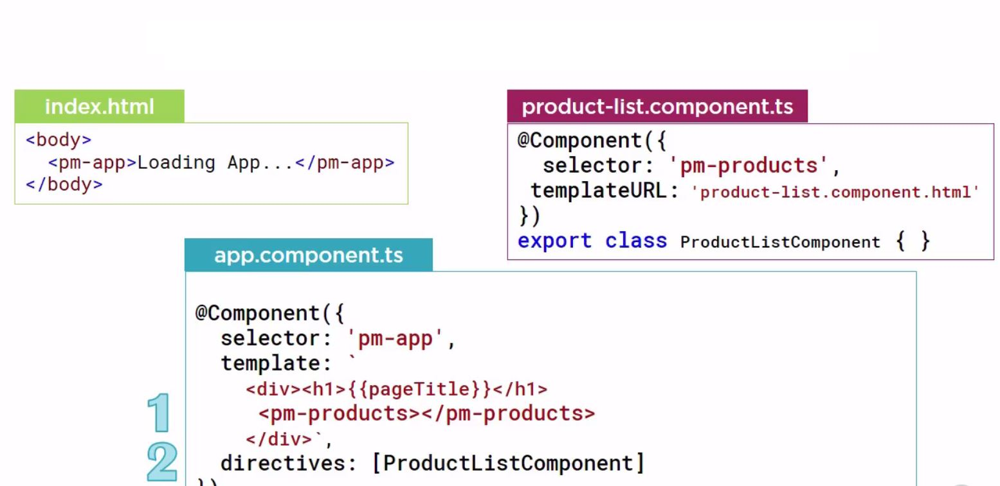 index.html
<body>
<pm-app>Loading App...</pm-app>
</body>
product-list.component.ts
@Component({
selector: 'pm-products',
templateURL: 'product-list.component.html'
})
export class ProductListComponent { }
app.component.ts
@Component({
selector: 'pm-app',
template: `
<div><h1>{{pageTitle}}</h1>
1
<pm-products></pm-products>
</div>`,
2
directives: [ProductListComponent]
})